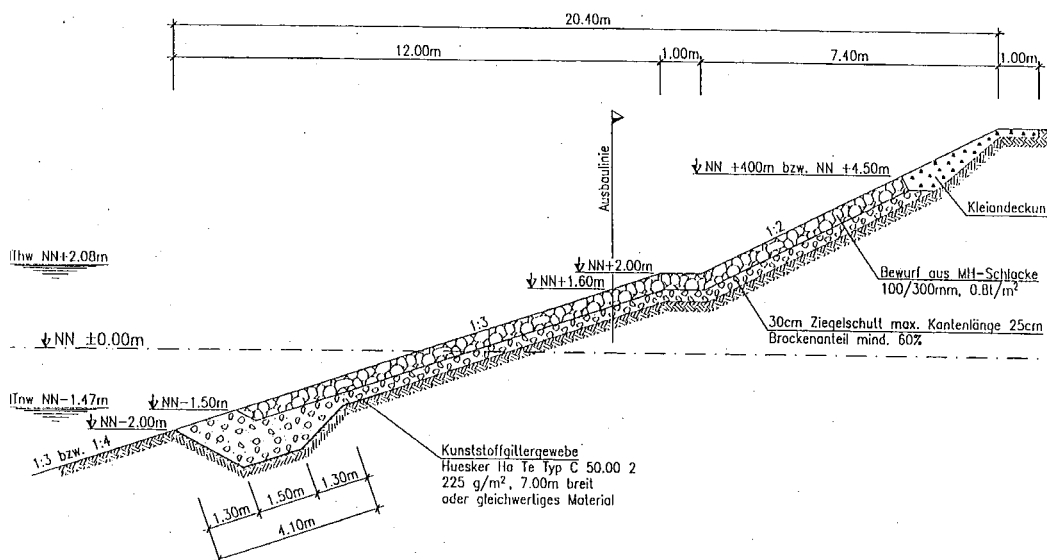 20.40m
12.00m
1.00m
7.40m
1.00m
Ausbaulinie
NN +400m bzw. NN +4.50m
Kleiandeckun
1:2
Thw NN+2.08m
NN+2.00m
NN+1.60m
Bewurf aus MH-Schlacke
100/300mm, 0.8t/m²
1:3
30cm Ziegelschutt max. Kantenlänge 25cm
Brockenanteil mind. 60%
NN ±0.00m
Tnw NN-1.47m
NN-1.50m
NN-2.00m
1:3 bzw. 1:4
Kunststoffgittergewebe
Huesker Ha Te Typ C 50.00 2
225 g/m², 7.00m breit
oder gleichwertiges Material
1.30m
1.50m
1.30m
4.10m